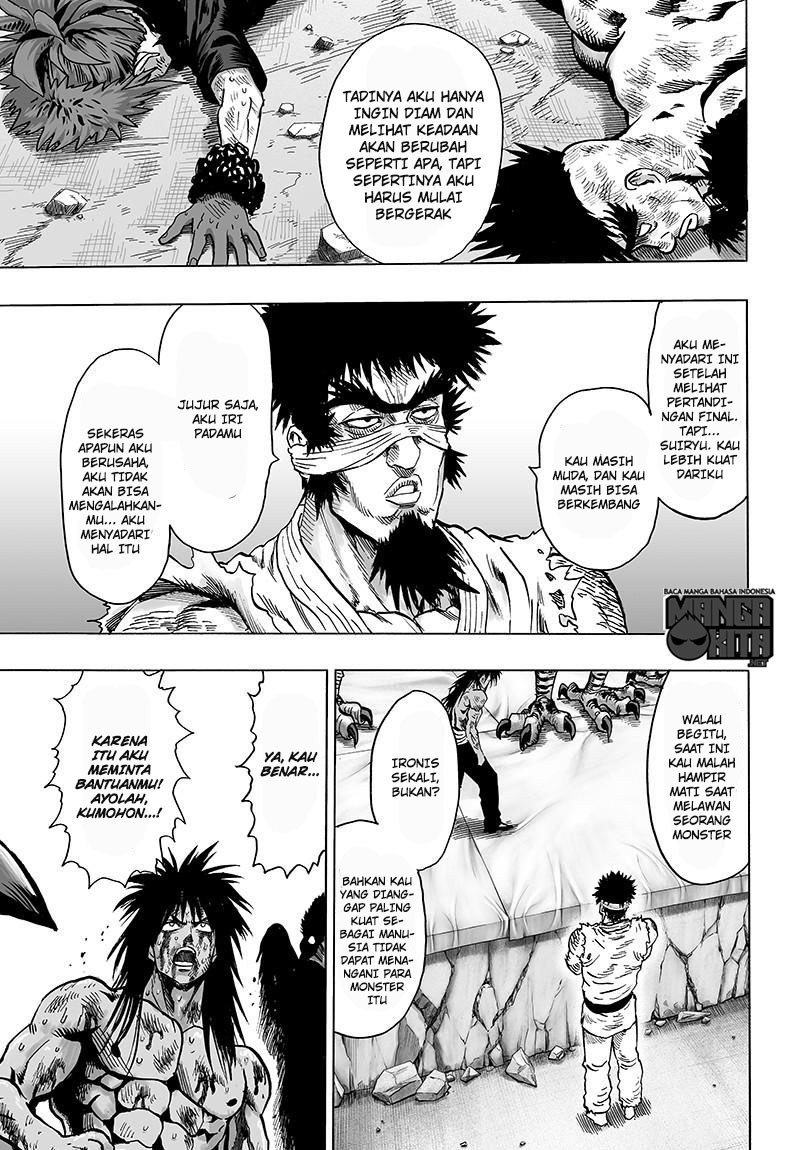 TADINYA AKU HANYA
INGIN DIAM DAN
MELIHAT KEADAAN
AKAN BERUBAH
SEPERTI APA, TAPI
SEPERTINYA AKU
HARUS MULAI
BERGERAK
AKU ME-
NYADARI INI
SETELAH
MELIHAT
PERTANDI-
NGAN FINAL.
TAPI...
SUIRYU. KAU
LEBIH KUAT
DARIKU
KAU MASIH
MUDA, DAN KAU
MASIH BISA
BERKEMBANG
JUJUR SAJA,
AKU IRI
PADAMU
SEKERAS
APAPUN AKU
BERUSAHA,
AKU TIDAK
AKAN BISA
MENGALAHKAN-
MU... AKU
MENYADARI
HAL ITU
BACA MANGA BAHASA INDONESIA
MANGA
KITA
.NET
WALAU
BEGITU,
SAAT INI
KAU MALAH
HAMPIR
MATI SAAT
MELAWAN
SEORANG
MONSTER
IRONIS
SEKALI,
BUKAN?
BAHKAN KAU
YANG DIANG-
GAP PALING
KUAT SE-
BAGAI MANU-
SIA TIDAK
DAPAT MENA-
NGANI PARA
MONSTER
ITU
YA, KAU
BENAR...
KARENA
ITU AKU
MEMINTA
BANTUANMU!
AYOLAH,
KUMOHON...!